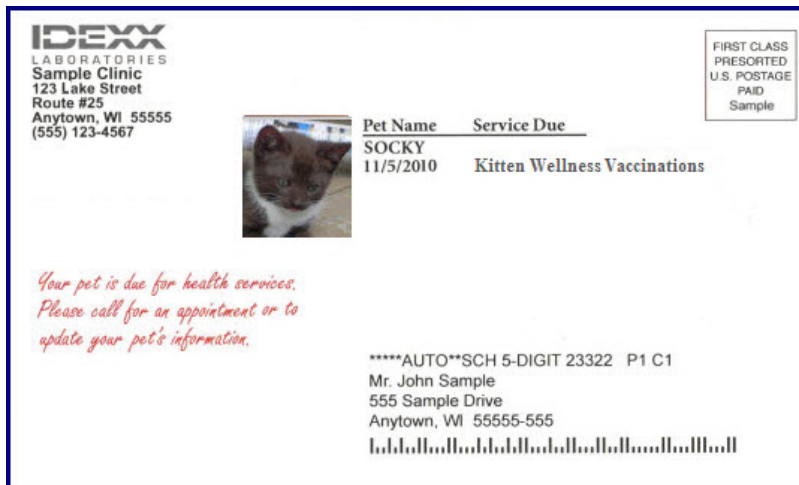 IDEXX
LABORATORIES
Sample Clinic
123 Lake Street
Route #25
Anytown, WI 55555
(555) 123-4567
FIRST CLASS
PRESORTED
U.S. POSTAGE
PAID
Sample
Pet Name Service Due
SOCKY
11/5/2010 Kitten Wellness Vaccinations
Your pet is due for health services.
Please call for an appointment or to
update your pet's information.
*****AUTO**SCH 5-DIGIT 23322 P1 C1
Mr. John Sample
555 Sample Drive
Anytown, WI 55555-555